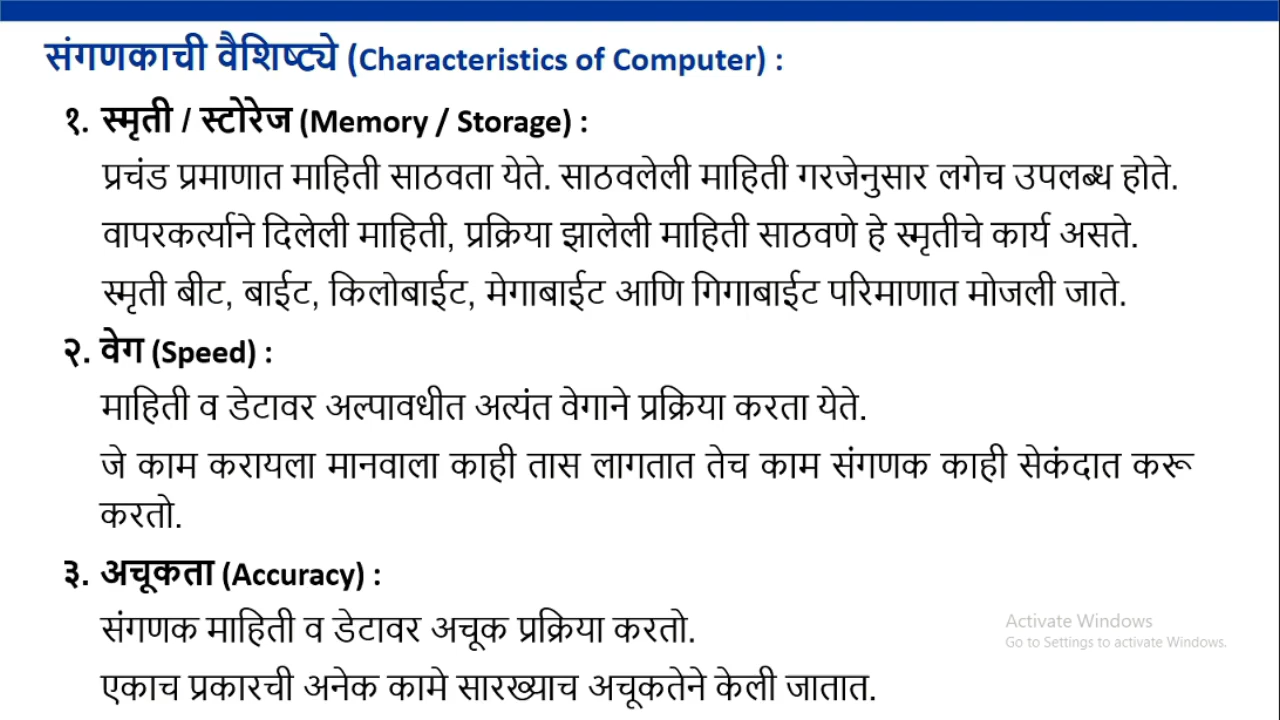 संगणकाची वैशिष्ट्ये (Characteristics of Computer) :
१. स्मृती / स्टोरेज (Memory / Storage) :
प्रचंड प्रमाणात माहिती साठवता येते. साठवलेली माहिती गरजेनुसार लगेच उपलब्ध होते.
वापरकर्त्याने दिलेली माहिती, प्रक्रिया झालेली माहिती साठवणे हे स्मृतीचे कार्य असते.
स्मृती बीट, बाईट, किलोबाईट, मेगाबाईट आणि गिगाबाईट परिमाणात मोजली जाते.
२. वेग (Speed) :
माहिती व डेटावर अल्पावधीत अत्यंत वेगाने प्रक्रिया करता येते.
जे काम करायला मानवाला काही तास लागतात तेच काम संगणक काही सेकंदात करू
करतो.
३. अचूकता (Accuracy) :
संगणक माहिती व डेटावर अचूक प्रक्रिया करतो.
एकाच प्रकारची अनेक कामे सारख्याच अचूकतेने केली जातात.
Activate Windows
Go to Settings to activate Windows.